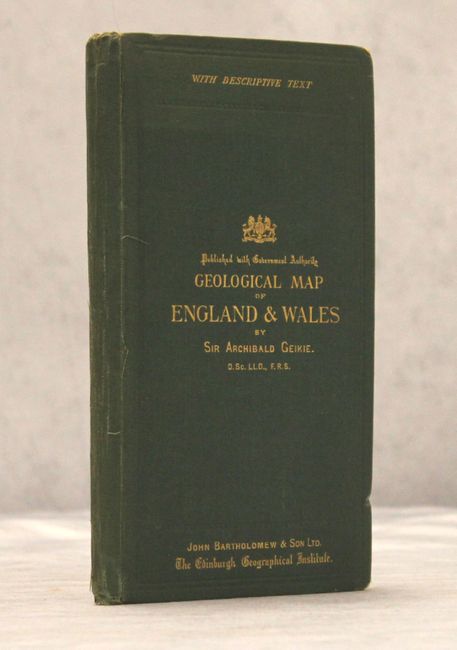 WITH DESCRIPTIVE TEXT
Published with Government Authority
GEOLOGICAL MAP
OF
ENGLAND & WALES
BY
SIR ARCHIBALD GEIKIE.
D.Sc. LL.D., F.R.S.
JOHN BARTHOLOMEW & SON LTD.
The Edinburgh Geographical Institute.